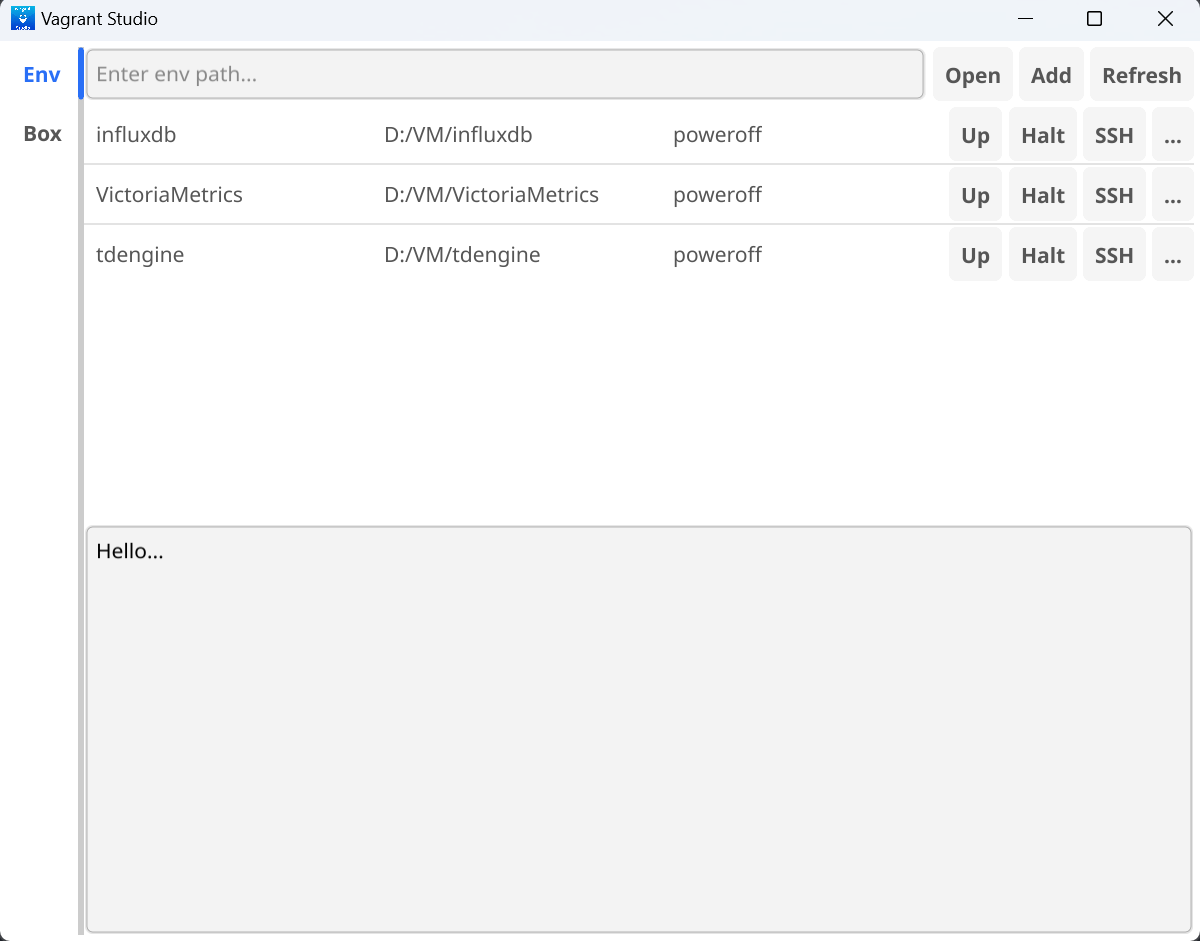 Vagrant Studio
Env
Enter env path...
Open Add Refresh
Box
influxdb D:/VM/influxdb poweroff Up Halt SSH ...
VictoriaMetrics D:/VM/VictoriaMetrics poweroff Up Halt SSH ...
tdengine D:/VM/tdengine poweroff Up Halt SSH ...
Hello...